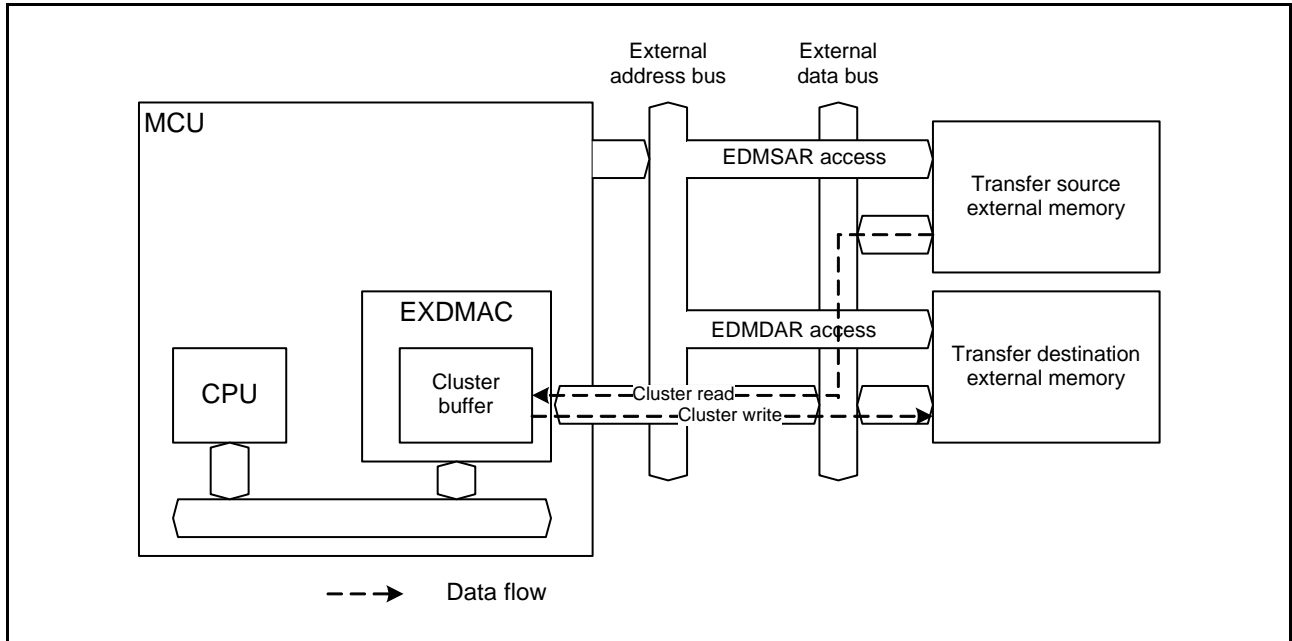 External
address bus
External
data bus
MCU
EDMSAR access
Transfer source
external memory
EXDMAC
EDMDAR access
Transfer destination
external memory
CPU
Cluster
buffer
Cluster read
Cluster write
Data flow